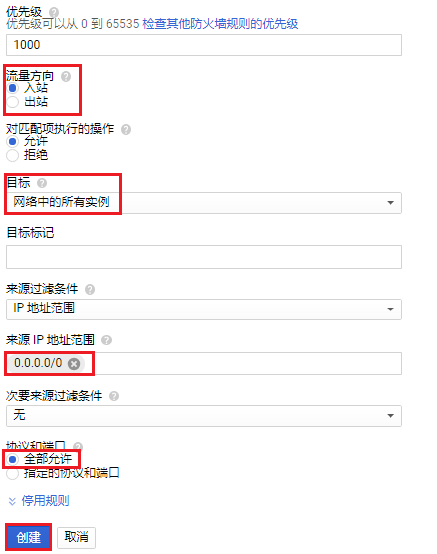 优先级
优先级可以从 0 到 65535 检查其他防火墙规则的优先级
1000
流量方向
入站
出站
对匹配项执行的操作
允许
拒绝
目标
网络中的所有实例
目标标记
来源过滤条件
IP 地址范围
来源 IP 地址范围
0.0.0.0/0
次要来源过滤条件
无
协议和端口
全部允许
指定的协议和端口
停用规则
创建 取消